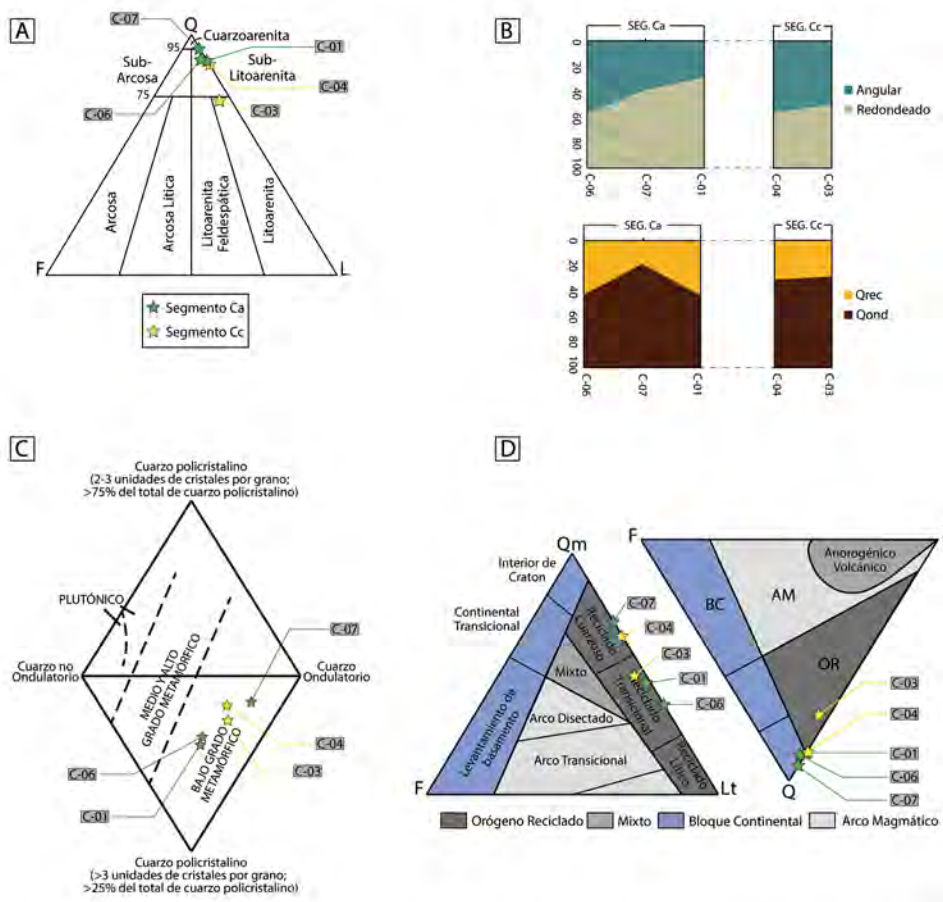 A
C-07
Q
Cuarzoarenita
C-01
95
Sub-
Arcosa
Sub-
Litoarenita
C-04
75
C-06
C-03
Arcosa
Arcosa Lítica
Litoarenita
Feldespática
Litoarenita
F
L
Segmento Ca
Segmento Cc
B
SEG. Ca
SEG. Cc
0
20
40
60
80
100
Angular
Redondeado
C-06
C-07
C-01
C-04
C-03
SEG. Ca
SEG. Cc
0
20
40
60
80
100
Qrec
Qond
C-06
C-07
C-01
C-04
C-03
C
Cuarzo policristalino
(2-3 unidades de cristales por grano;
>75% del total de cuarzo policristalino)
PLUTÓNICO
C-07
Cuarzo no
Ondulatorio
Cuarzo
Ondulatorio
MEDIO Y ALTO
GRADO METAMÓRFICO
BAJO GRADO
METAMÓRFICO
C-04
C-06
C-03
C-01
Cuarzo policristalino
(>3 unidades de cristales por grano;
>25% del total de cuarzo policristalino)
D
Qm
Interior de
Craton
Continental
Transicional
Reciclado
Cuarzoso
C-07
C-04
C-03
C-01
C-06
Mixto
Reciclado
Transicional
Levantamiento de
basamento
Arco Disectado
Arco Transicional
Reciclado
Lítico
F
Lt
F
Anorogénico
Volcánico
AM
BC
OR
C-03
C-04
C-01
C-06
C-07
Q
Orógeno Reciclado
Mixto
Bloque Continental
Arco Magmático